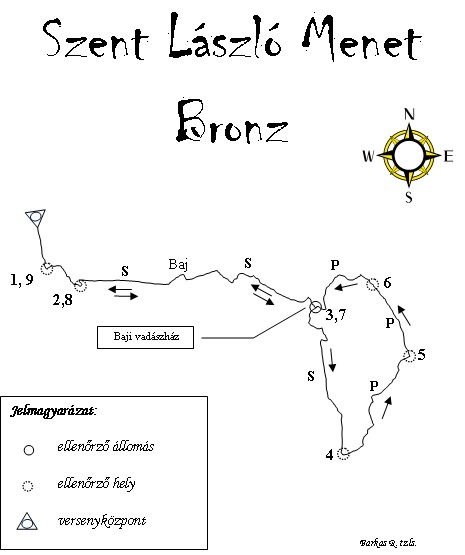 Szent László Menet
Bronz
N
W E
S
S Baj S P
1, 9
2,8
6
3,7
P
Baji vadászház
5
S
P
4
Jelmagyarázat:
ellenőrző állomás
ellenőrző hely
versenyközpont
Barkas R. tzls.